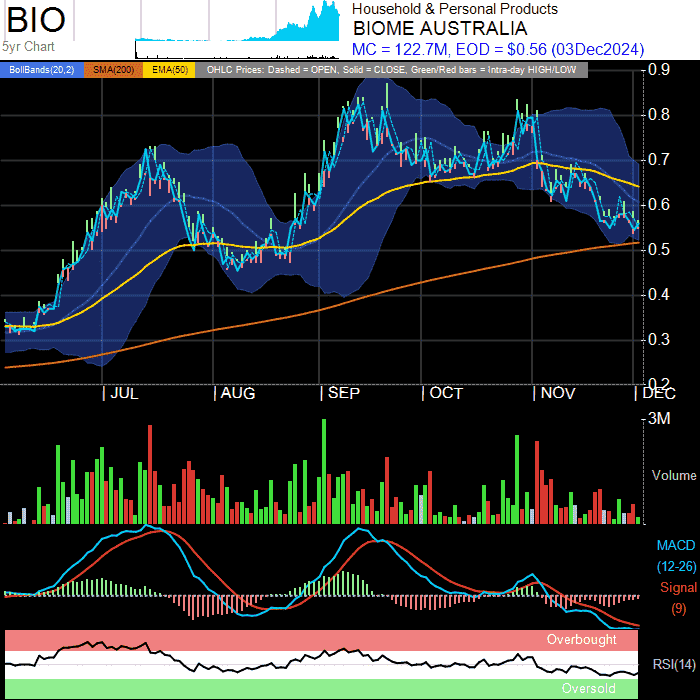 BIO
5yr Chart
Household & Personal Products
BIOME AUSTRALIA
MC = 122.7M, EOD = $0.56 (03Dec2024)
BollBands(20,2) SMA(200) EMA(50) OHLC Prices: Dashed = OPEN, Solid = CLOSE, Green/Red bars = Intra-day HIGH/LOW
0.9
0.8
0.7
0.6
0.5
0.4
0.3
0.2
| JUL | AUG | SEP | OCT | NOV | DEC
3M
Volume
MACD
(12-26)
Signal
(9)
Overbought
RSI(14)
Oversold